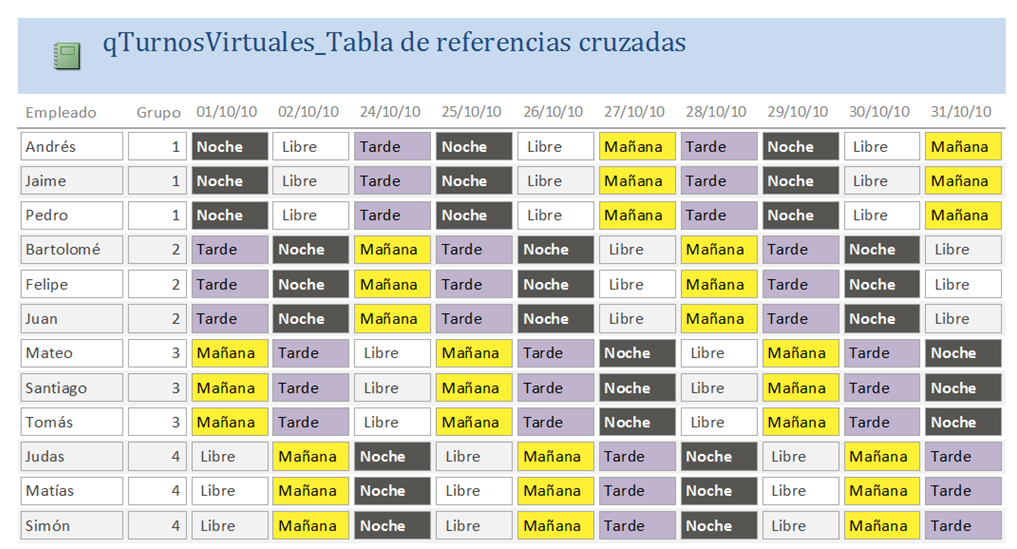 qTurnosVirtuales_Tabla de referencias cruzadas
Empleado Grupo 01/10/10 02/10/10 24/10/10 25/10/10 26/10/10 27/10/10 28/10/10 29/10/10 30/10/10 31/10/10
Andrés 1 Noche Libre Tarde Noche Libre Mañana Tarde Noche Libre Mañana
Jaime 1 Noche Libre Tarde Noche Libre Mañana Tarde Noche Libre Mañana
Pedro 1 Noche Libre Tarde Noche Libre Mañana Tarde Noche Libre Mañana
Bartolomé 2 Tarde Noche Mañana Tarde Noche Libre Mañana Tarde Noche Libre
Felipe 2 Tarde Noche Mañana Tarde Noche Libre Mañana Tarde Noche Libre
Juan 2 Tarde Noche Mañana Tarde Noche Libre Mañana Tarde Noche Libre
Mateo 3 Mañana Tarde Libre Mañana Tarde Noche Libre Mañana Tarde Noche
Santiago 3 Mañana Tarde Libre Mañana Tarde Noche Libre Mañana Tarde Noche
Tomás 3 Mañana Tarde Libre Mañana Tarde Noche Libre Mañana Tarde Noche
Judas 4 Libre Mañana Noche Libre Mañana Tarde Noche Libre Mañana Tarde
Matías 4 Libre Mañana Noche Libre Mañana Tarde Noche Libre Mañana Tarde
Simón 4 Libre Mañana Noche Libre Mañana Tarde Noche Libre Mañana Tarde